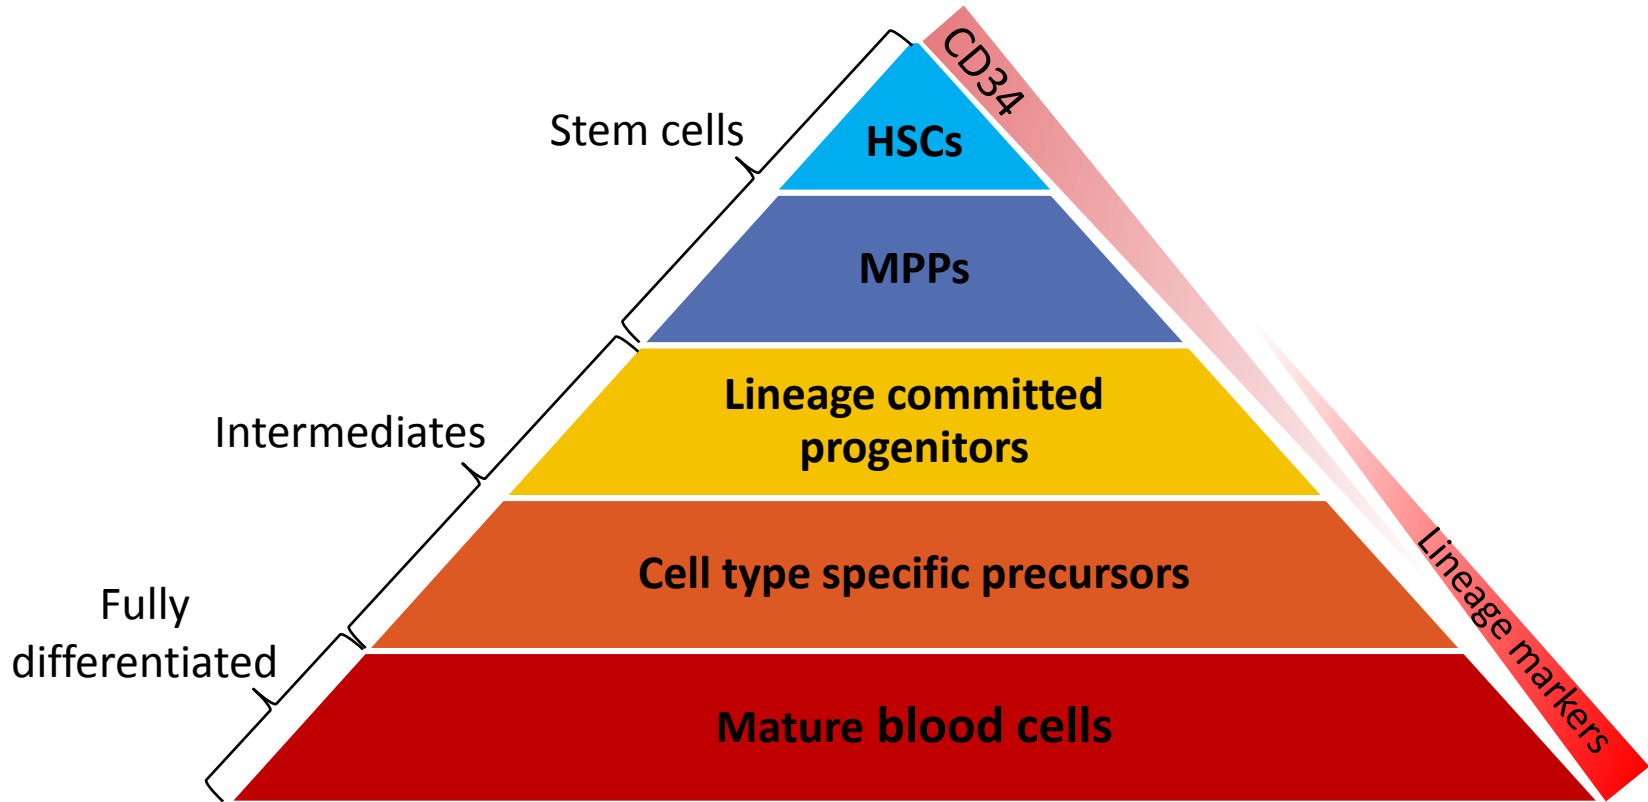 CD34
Stem cells
HSCs
MPPs
Intermediates
Lineage committed
progenitors
Cell type specific precursors
Lineage markers
Fully
differentiated
Mature blood cells